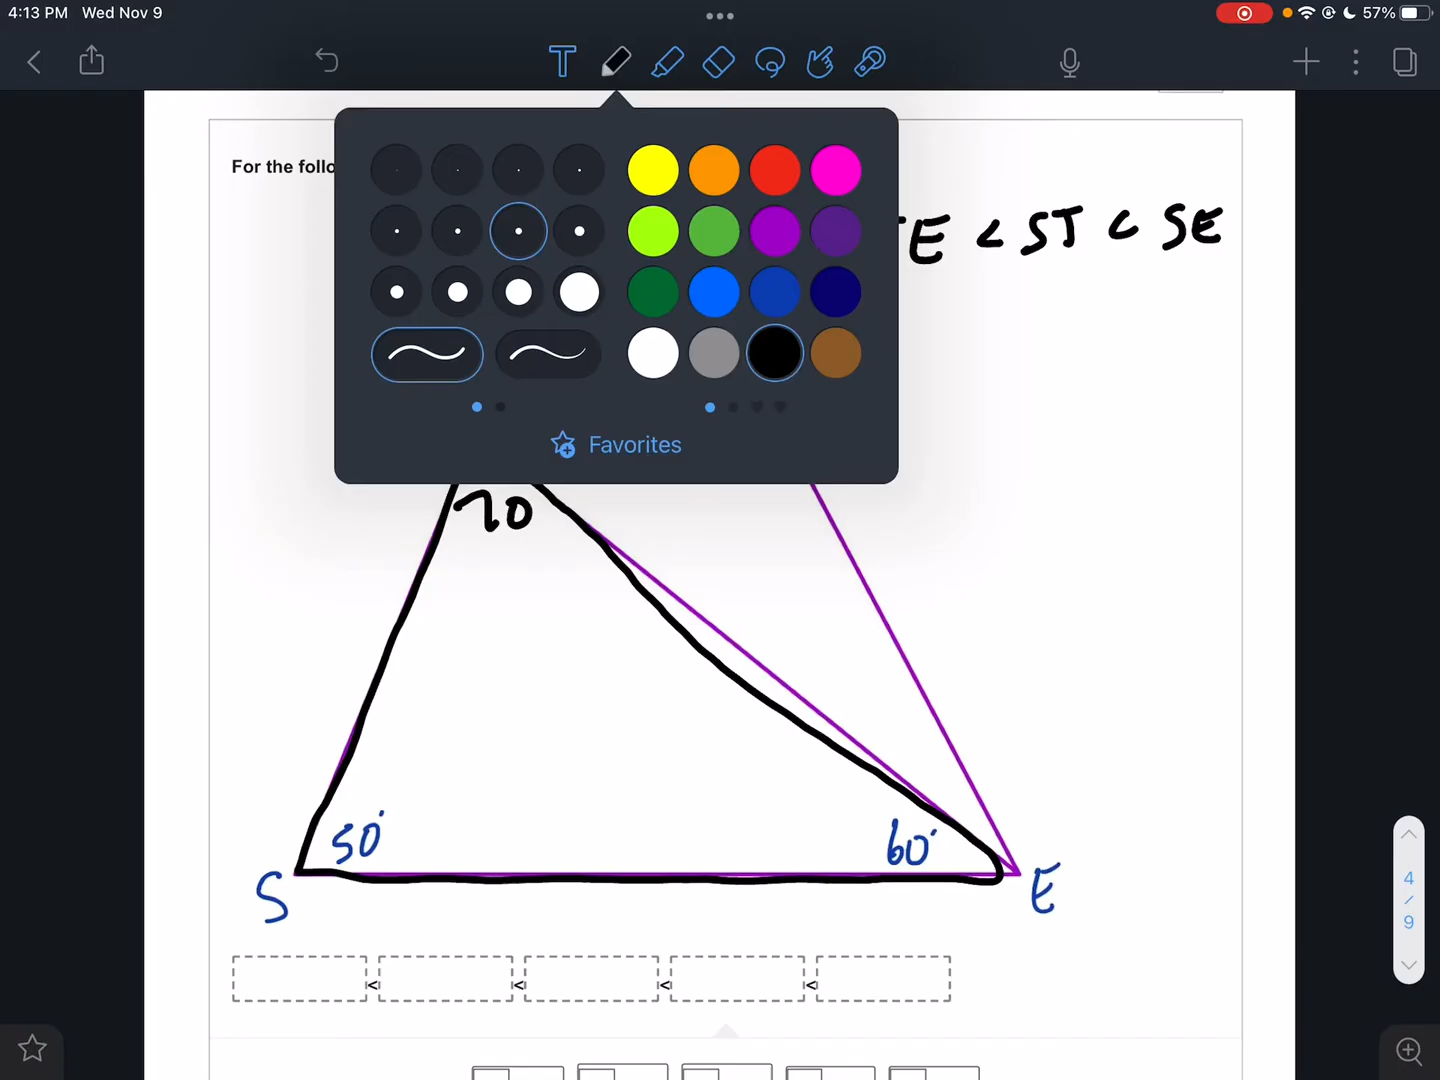 4:13 PM Wed Nov 9
57%
T
For the follo
E < ST < SE
Favorites
70
50°
60°
S
E
< < < <
4
/
9